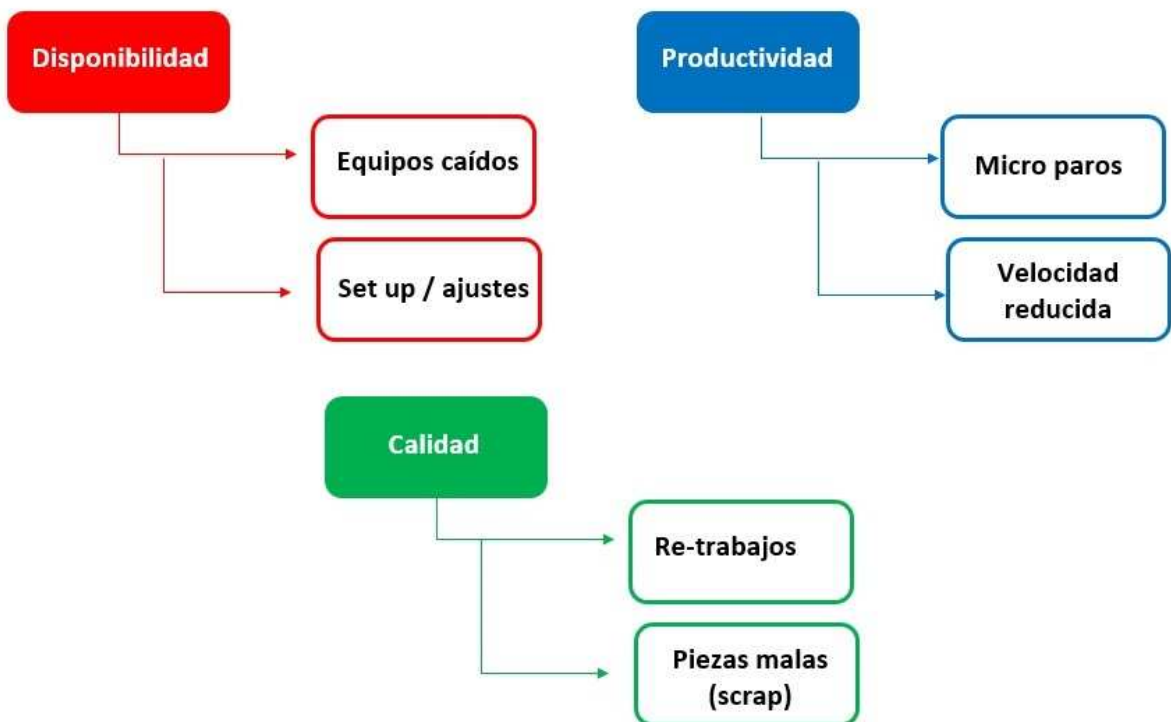 Disponibilidad
Equipos caídos
Set up / ajustes
Productividad
Micro paros
Velocidad
reducida
Calidad
Re-trabajos
Piezas malas
(scrap)